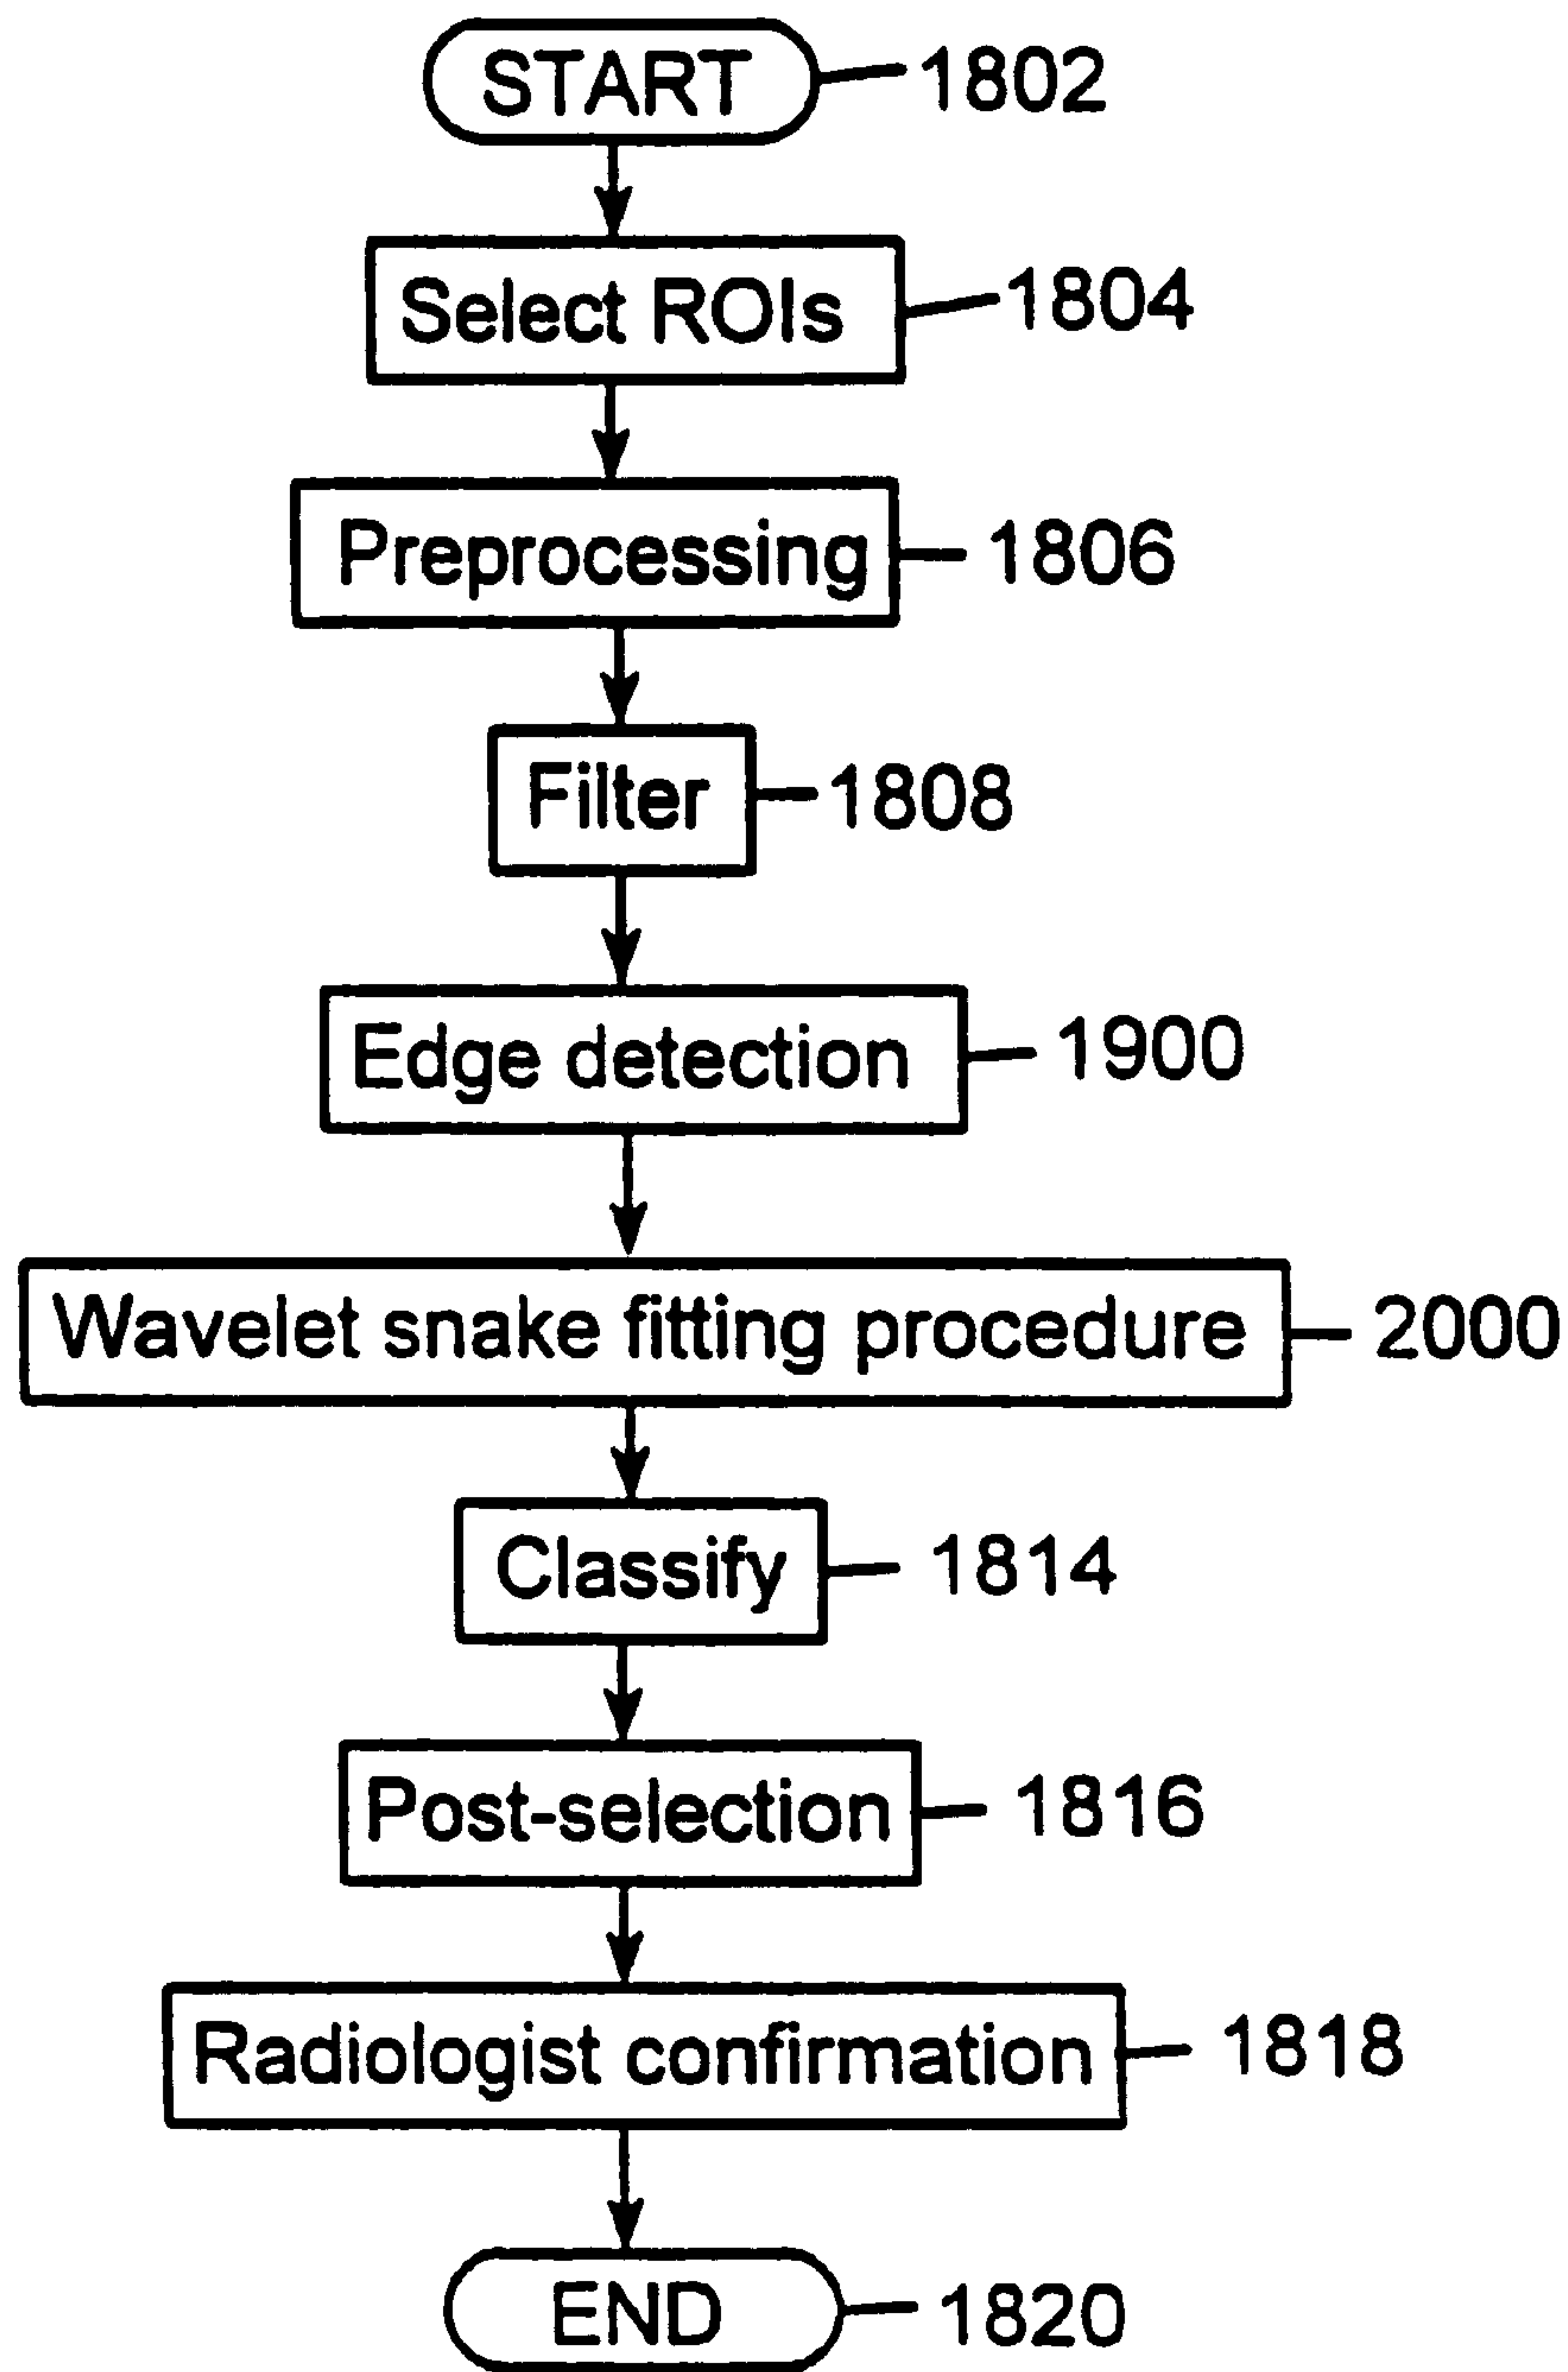 START 1802
Select ROIs 1804
Preprocessing 1806
Filter 1808
Edge detection 1900
Wavelet snake fitting procedure 2000
Classify 1814
Post-selection 1816
Radiologist confirmation 1818
END 1820